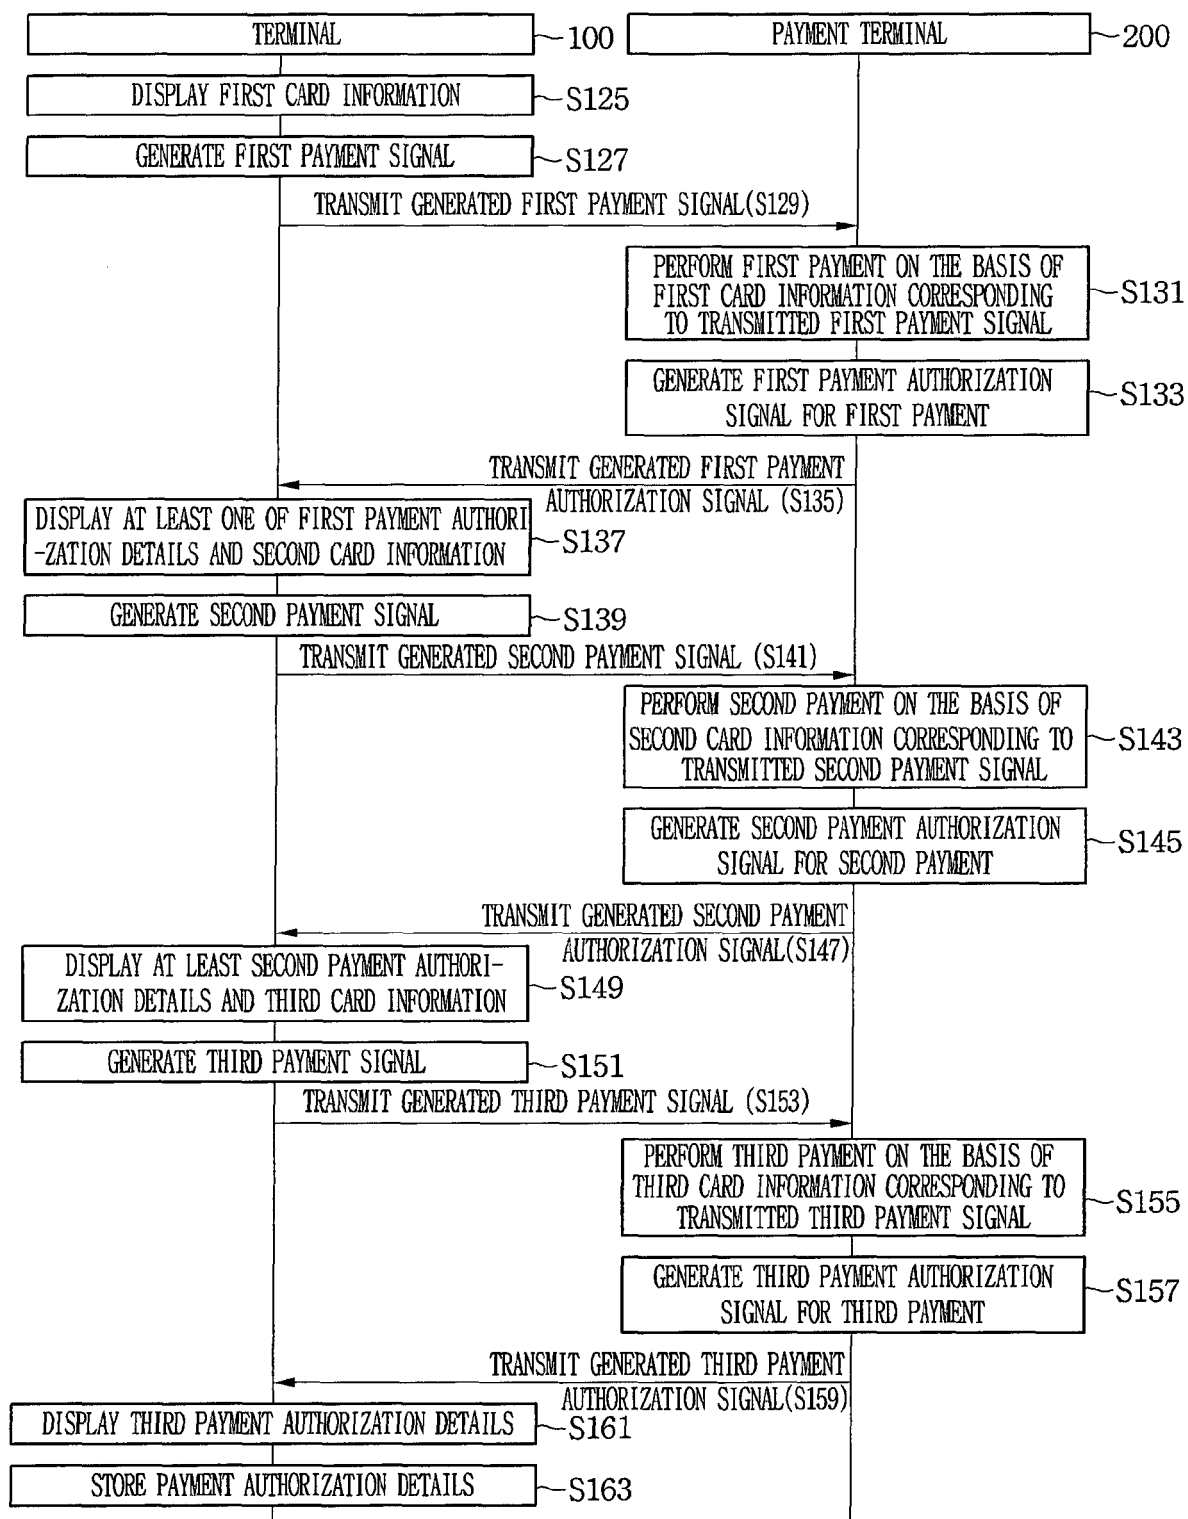 TERMINAL
100
PAYMENT TERMINAL
200
DISPLAY FIRST CARD INFORMATION
S125
GENERATE FIRST PAYMENT SIGNAL
S127
TRANSMIT GENERATED FIRST PAYMENT SIGNAL(S129)
PERFORM FIRST PAYMENT ON THE BASIS OF
FIRST CARD INFORMATION CORRESPONDING
TO TRANSMITTED FIRST PAYMENT SIGNAL
S131
GENERATE FIRST PAYMENT AUTHORIZATION
SIGNAL FOR FIRST PAYMENT
S133
TRANSMIT GENERATED FIRST PAYMENT
AUTHORIZATION SIGNAL (S135)
DISPLAY AT LEAST ONE OF FIRST PAYMENT AUTHORI
-ZATION DETAILS AND SECOND CARD INFORMATION
S137
GENERATE SECOND PAYMENT SIGNAL
S139
TRANSMIT GENERATED SECOND PAYMENT SIGNAL (S141)
PERFORM SECOND PAYMENT ON THE BASIS OF
SECOND CARD INFORMATION CORRESPONDING TO
TRANSMITTED SECOND PAYMENT SIGNAL
S143
GENERATE SECOND PAYMENT AUTHORIZATION
SIGNAL FOR SECOND PAYMENT
S145
TRANSMIT GENERATED SECOND PAYMENT
AUTHORIZATION SIGNAL(S147)
DISPLAY AT LEAST SECOND PAYMENT AUTHORI-
ZATION DETAILS AND THIRD CARD INFORMATION
S149
GENERATE THIRD PAYMENT SIGNAL
S151
TRANSMIT GENERATED THIRD PAYMENT SIGNAL (S153)
PERFORM THIRD PAYMENT ON THE BASIS OF
THIRD CARD INFORMATION CORRESPONDING TO
TRANSMITTED THIRD PAYMENT SIGNAL
S155
GENERATE THIRD PAYMENT AUTHORIZATION
SIGNAL FOR THIRD PAYMENT
S157
TRANSMIT GENERATED THIRD PAYMENT
AUTHORIZATION SIGNAL(S159)
DISPLAY THIRD PAYMENT AUTHORIZATION DETAILS
S161
STORE PAYMENT AUTHORIZATION DETAILS
S163